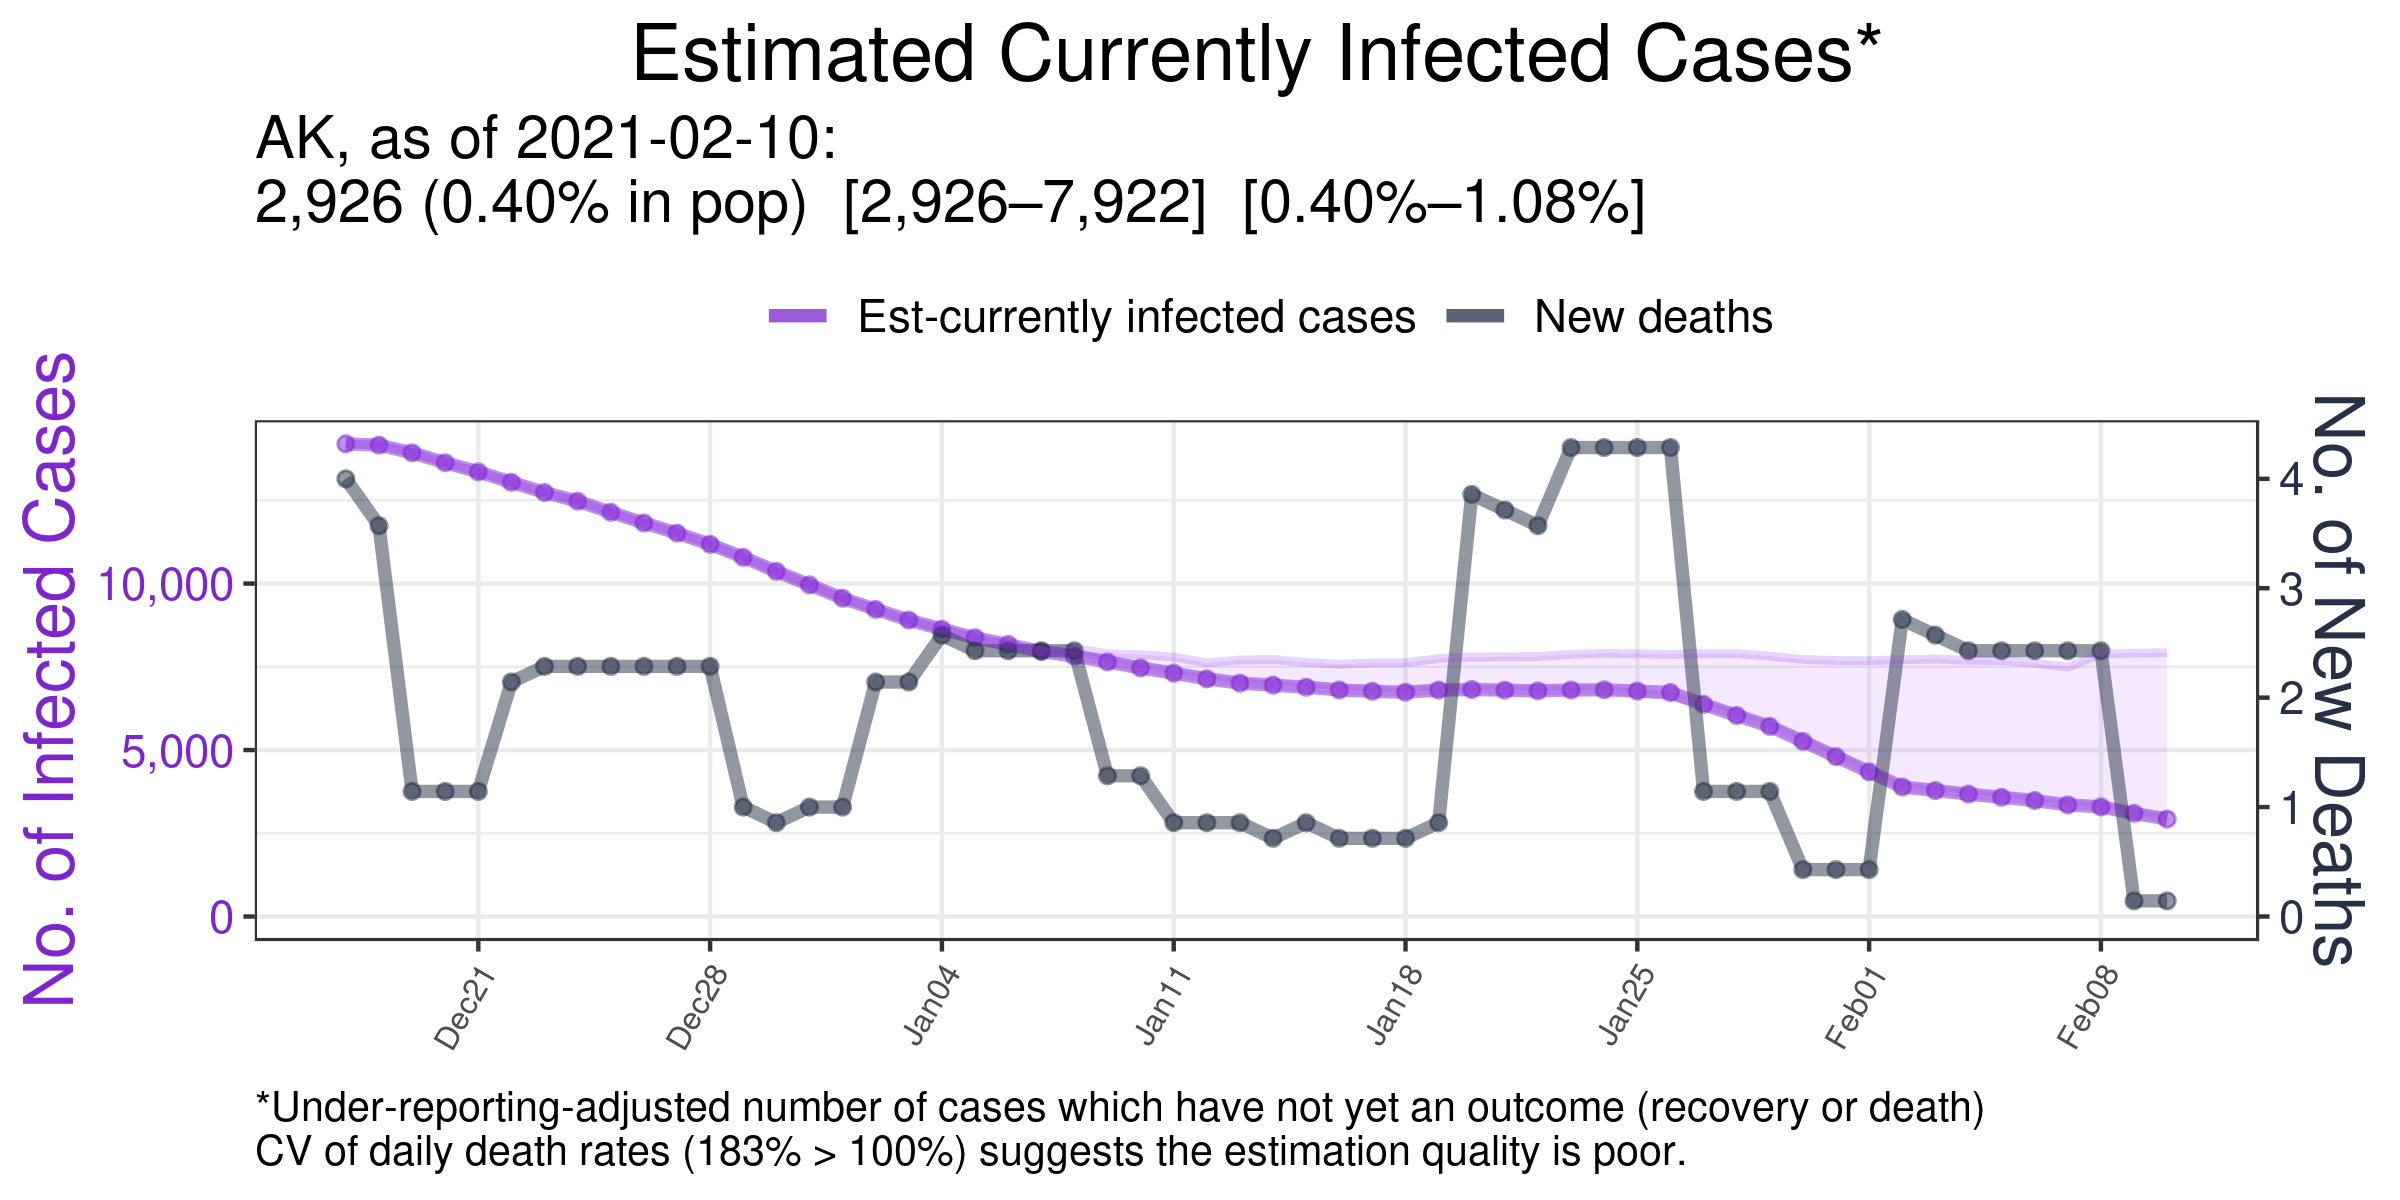 Estimated Currently Infected Cases*
AK, as of 2021-02-10:
2,926 (0.40% in pop) [2,926–7,922] [0.40%–1.08%]
Est-currently infected cases
New deaths
No. of Infected Cases
10,000
5,000
0
No. of New Deaths
4
3
2
1
0
Dec21
Dec28
Jan04
Jan11
Jan18
Jan25
Feb01
Feb08
*Under-reporting-adjusted number of cases which have not yet an outcome (recovery or death)
CV of daily death rates (183% > 100%) suggests the estimation quality is poor.